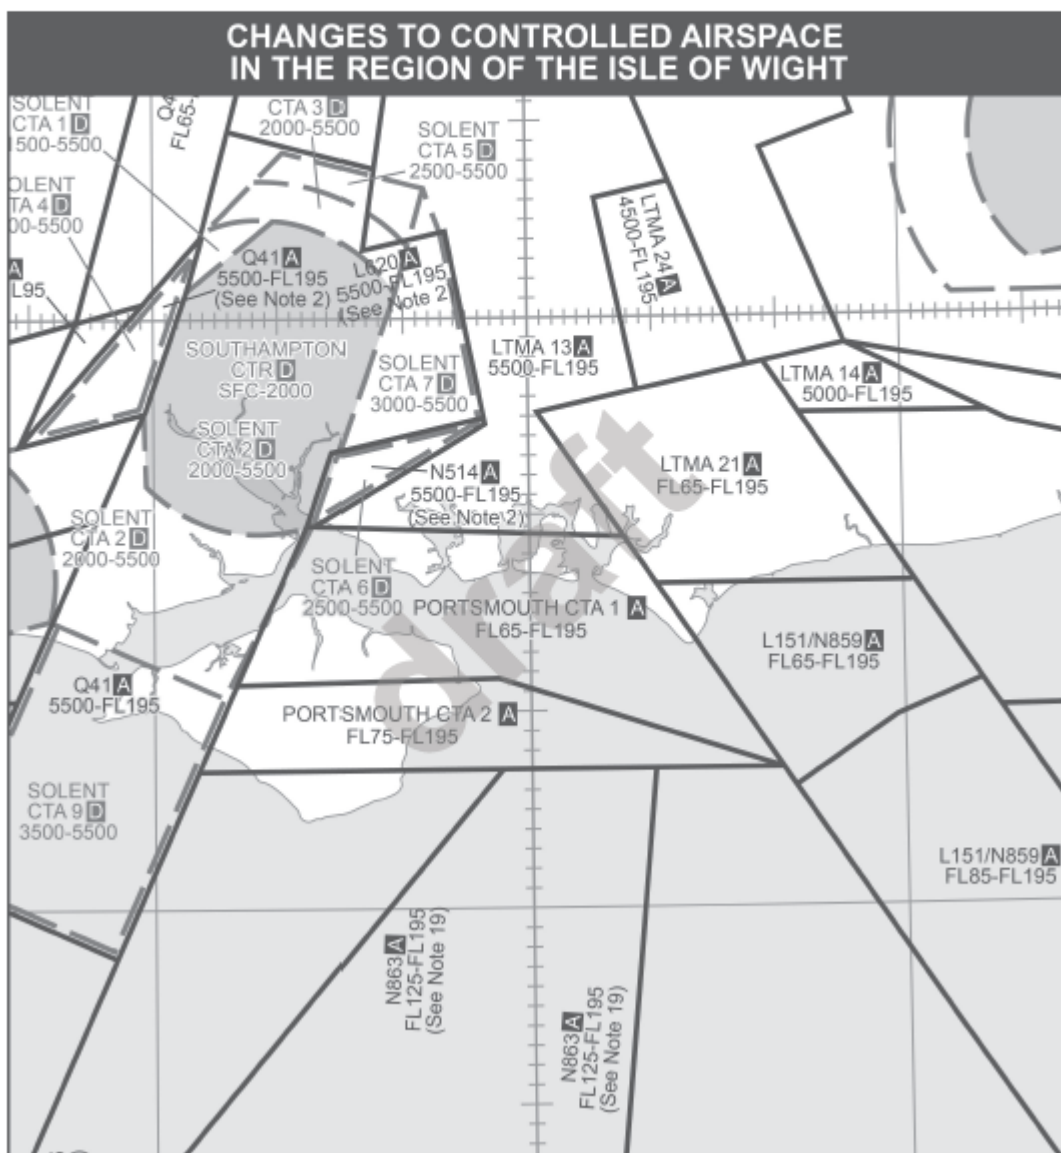 CHANGES TO CONTROLLED AIRSPACE
IN THE REGION OF THE ISLE OF WIGHT
SOLENT
CTA 1 D
1500-5500
FL65-
CTA 3 D
2000-5500
SOLENT
CTA 5 D
2500-5500
OLENT
TA 4 D
00-5500
A
L95
Q41 A
5500-FL195
(See Note 2)
L620 A
5500-FL195
(See Note 2
LTMA 24 A
4500-FL195
SOUTHAMPTON
CTR D
SFC-2000
SOLENT
CTA 7 D
3000-5500
LTMA 13 A
5500-FL195
LTMA 14 A
5000-FL195
SOLENT
CTA 2 D
2000-5500
N514 A
5500-FL195
(See Note 2)
LTMA 21 A
FL65-FL195
SOLENT
CTA 2 D
2000-5500
SOLENT
CTA 6 D
2500-5500
PORTSMOUTH CTA 1 A
FL65-FL195
L151/N859 A
FL65-FL195
Q41 A
5500-FL195
PORTSMOUTH CTA 2 A
FL75-FL195
SOLENT
CTA 9 D
3500-5500
L151/N859 A
FL85-FL195
N863 A
FL125-FL195
(See Note 19)
N863 A
FL125-FL195
(See Note 19)
draft